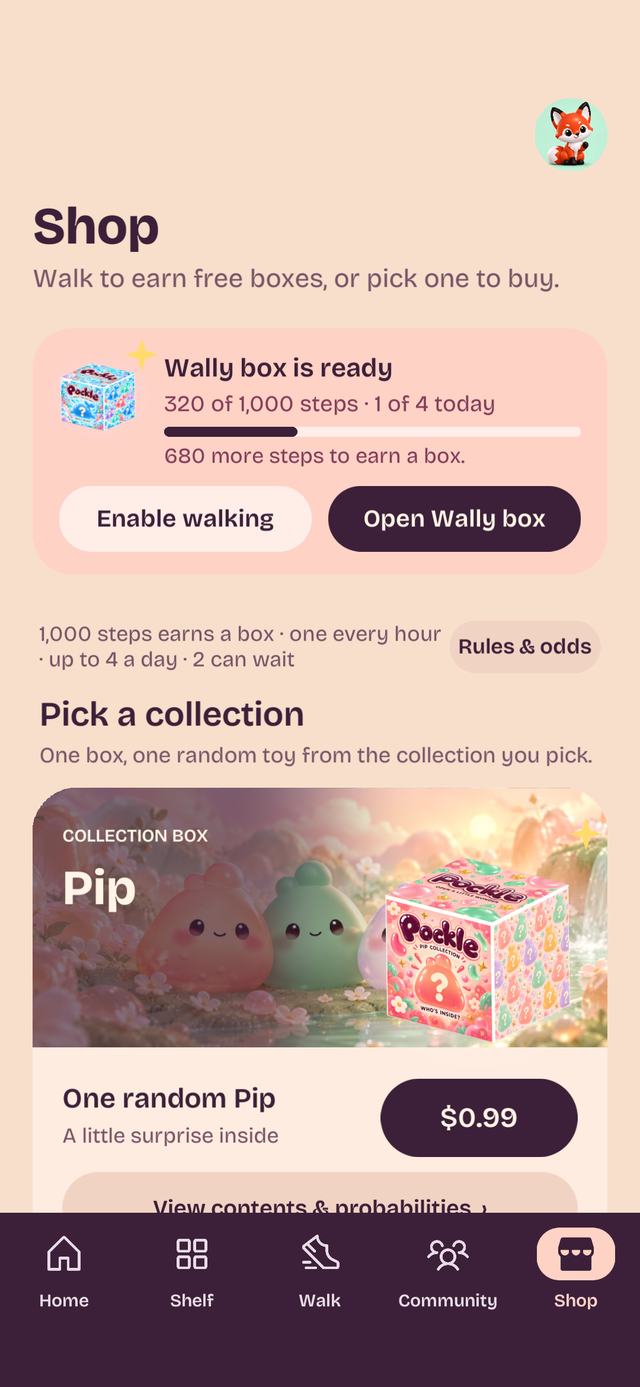 Shop
Walk to earn free boxes, or pick one to buy.
Pockle
?
Wally box is ready
320 of 1,000 steps · 1 of 4 today
680 more steps to earn a box.
Enable walking
Open Wally box
1,000 steps earns a box · one every hour
· up to 4 a day · 2 can wait
Rules & odds
Pick a collection
One box, one random toy from the collection you pick.
COLLECTION BOX
Pip
Pockle
Pockle
PIP COLLECTION
?
WHO'S INSIDE?
One random Pip
A little surprise inside
$0.99
View contents & probabilities ›
Home
Shelf
Walk
Community
Shop